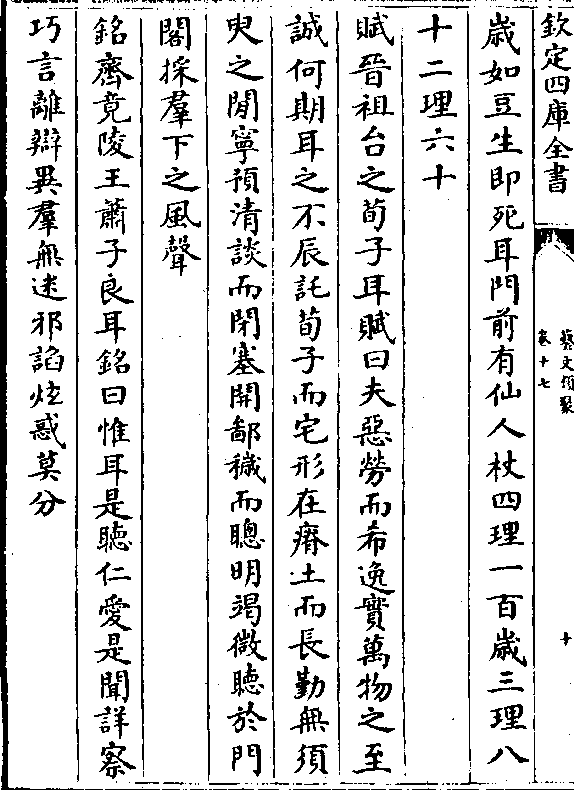 欽定四庫全書
藝文類聚
卷十七
十
歳如豆生即死耳門前有仙人杖四理一百歳三理八
十二理六十
賦晉祖台之荀子耳賦曰夫惡勞而希逸實萬物之至
誠何期耳之不辰託荀子而宅形在瘠土而長勤無須
臾之閒寧預清談而閉塞開鄙穢而聰明竭微聽於門
閣採羣下之風聲
銘齊竟陵王蕭子良耳銘曰惟耳是聽仁愛是聞詳察
巧言離辯異羣無迷邪諂炫惑莫分